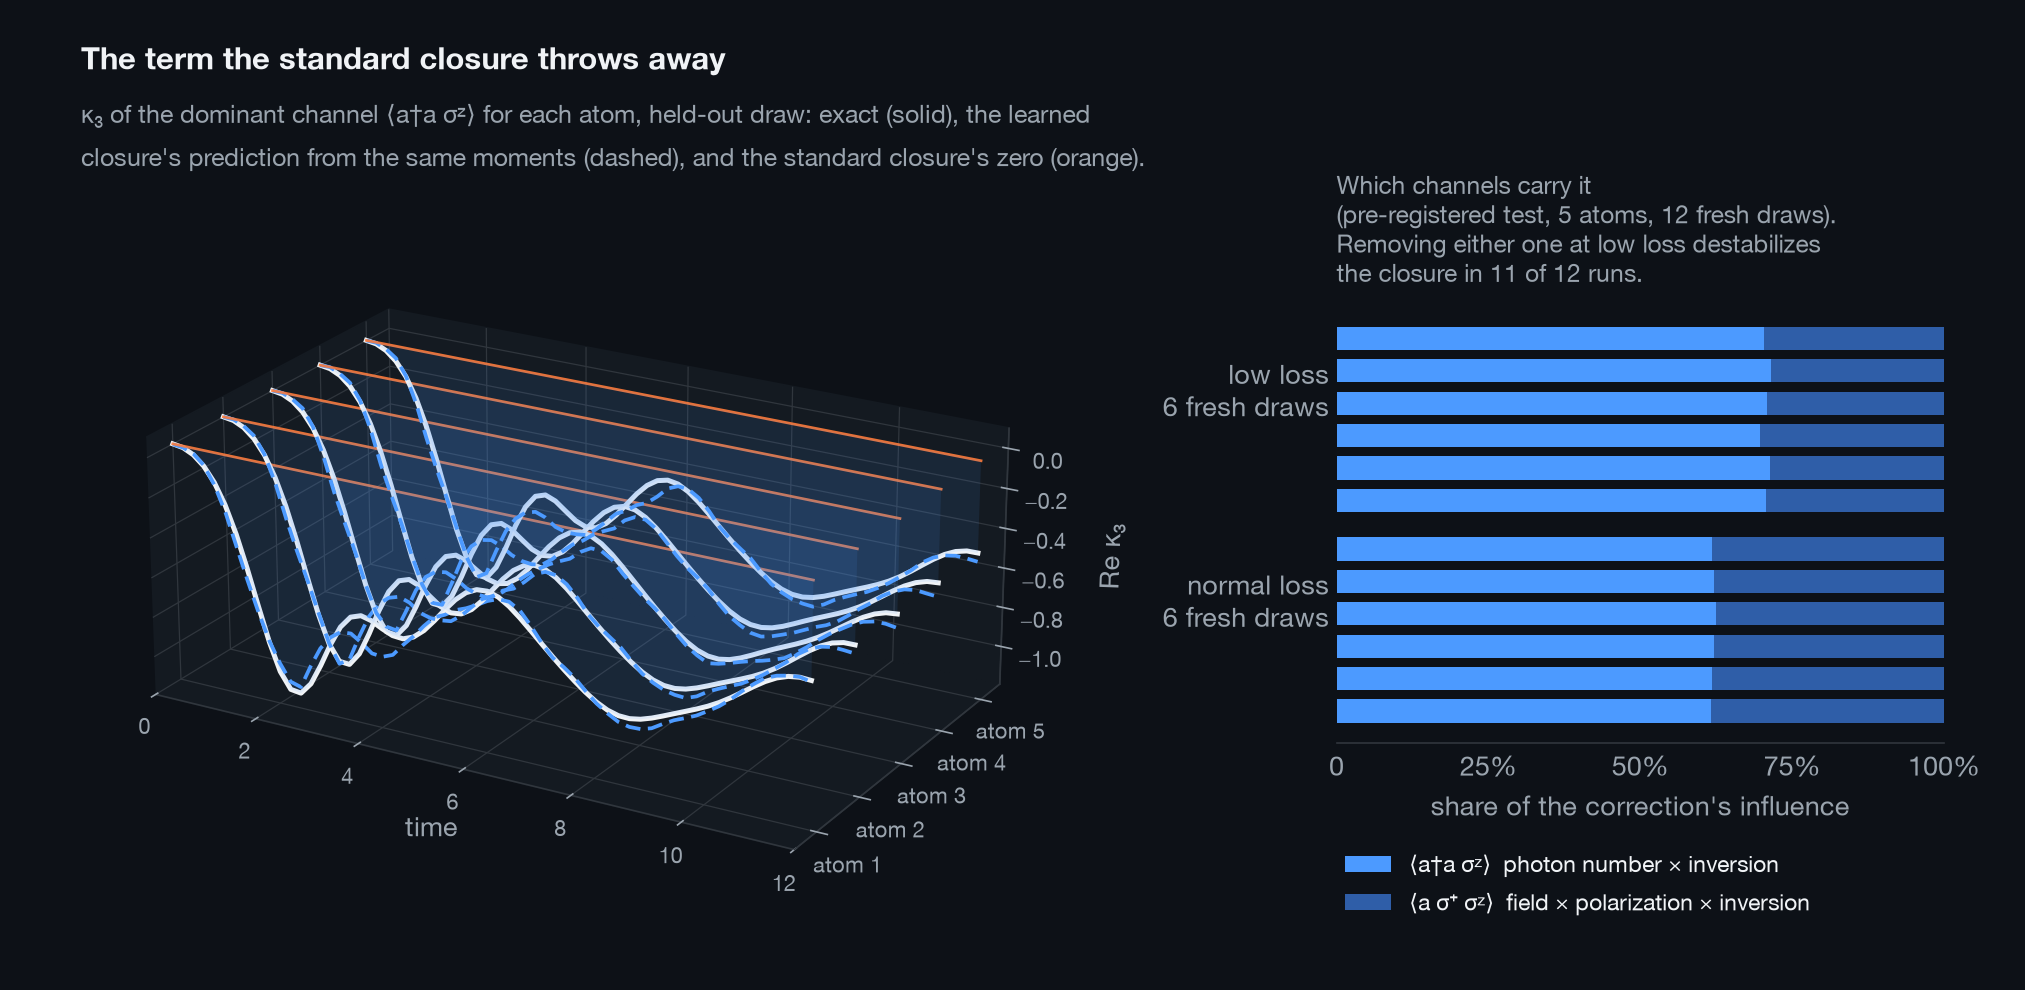 The term the standard closure throws away
κ₃ of the dominant channel ⟨a†a σᶻ⟩ for each atom, held-out draw: exact (solid), the learned
closure's prediction from the same moments (dashed), and the standard closure's zero (orange).
Which channels carry it
(pre-registered test, 5 atoms, 12 fresh draws).
Removing either one at low loss destabilizes
the closure in 11 of 12 runs.
0.0
−0.2
−0.4
−0.6
−0.8
−1.0
Re κ₃
0
2
4
6
8
10
12
time
atom 5
atom 4
atom 3
atom 2
atom 1
low loss
6 fresh draws
normal loss
6 fresh draws
0 25% 50% 75% 100%
share of the correction's influence
⟨a†a σᶻ⟩ photon number × inversion
⟨a σ⁺ σᶻ⟩ field × polarization × inversion